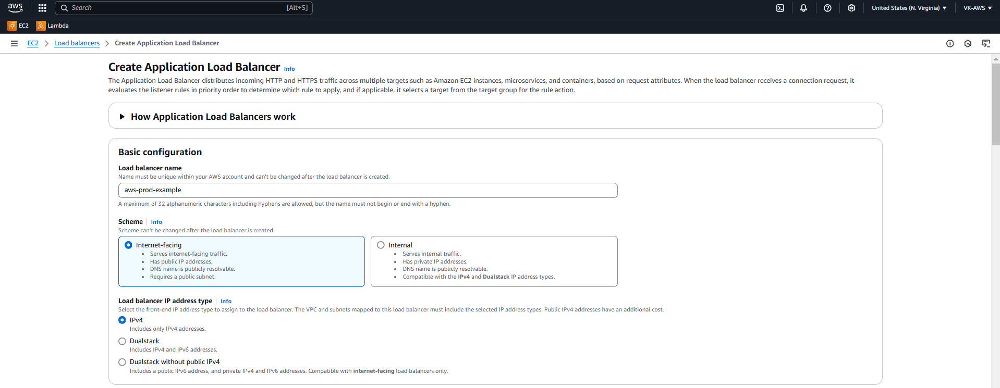 aws
Search [Alt+S]
United States (N. Virginia) ▼
VK-AWS ▼
EC2
Lambda
EC2 > Load balancers > Create Application Load Balancer
Create Application Load Balancer Info
The Application Load Balancer distributes incoming HTTP and HTTPS traffic across multiple targets such as Amazon EC2 instances, microservices, and containers, based on request attributes. When the load balancer receives a connection request, it
evaluates the listener rules in priority order to determine which rule to apply, and if applicable, it selects a target from the target group for the rule action.
How Application Load Balancers work
Basic configuration
Load balancer name
Name must be unique within your AWS account and can't be changed after the load balancer is created.
aws-prod-example
A maximum of 32 alphanumeric characters including hyphens are allowed, but the name must not begin or end with a hyphen.
Scheme | Info
Scheme can't be changed after the load balancer is created.
Internet-facing
• Serves internet-facing traffic.
• Has public IP addresses.
• DNS name is publicly resolvable.
• Requires a public subnet.
Internal
• Serves internal traffic.
• Has private IP addresses.
• DNS name is publicly resolvable.
• Compatible with the IPv4 and Dualstack IP address types.
Load balancer IP address type | Info
Select the front-end IP address type to assign to the load balancer. The VPC and subnets mapped to this load balancer must include the selected IP address types. Public IPv4 addresses have an additional cost.
IPv4
Includes only IPv4 addresses.
Dualstack
Includes IPv4 and IPv6 addresses.
Dualstack without public IPv4
Includes a public IPv6 address, and private IPv4 and IPv6 addresses. Compatible with internet-facing load balancers only.